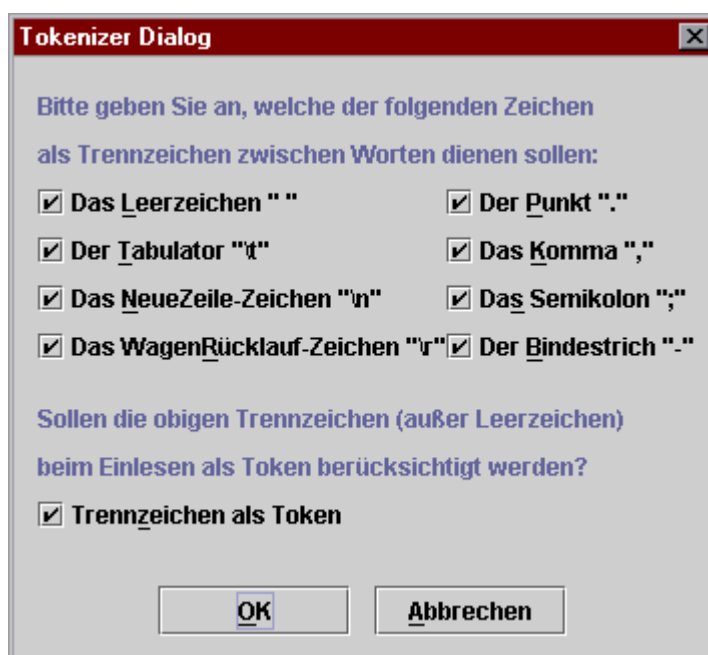 Tokenizer Dialog
Bitte geben Sie an, welche der folgenden Zeichen
als Trennzeichen zwischen Worten dienen sollen:
Das Leerzeichen " "
Der Punkt "."
Der Tabulator "\t"
Das Komma ","
Das NeueZeile-Zeichen "\n"
Das Semikolon ";"
Das WagenRücklauf-Zeichen "\r"
Der Bindestrich "-"
Sollen die obigen Trennzeichen (außer Leerzeichen)
beim Einlesen als Token berücksichtigt werden?
Trennzeichen als Token
OK
Abbrechen